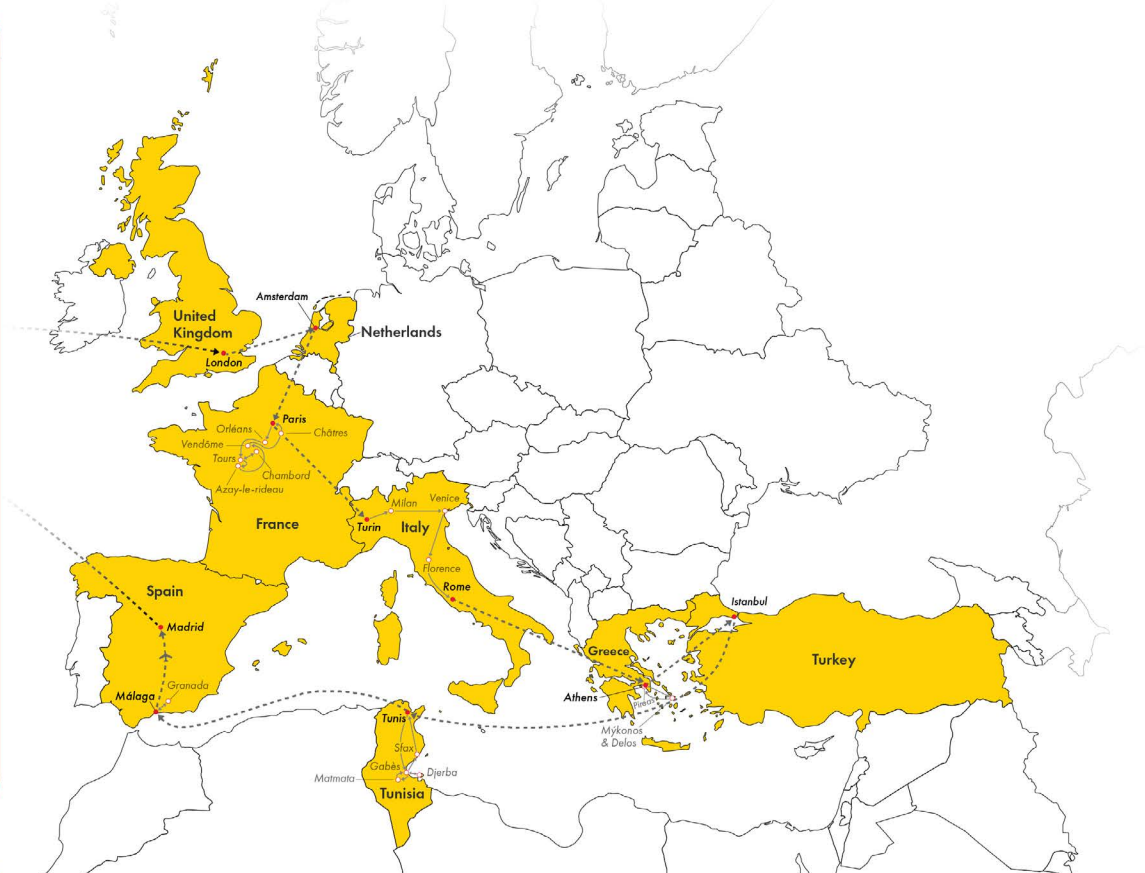 Amsterdam
United
Kingdom
Netherlands
London
Paris
Orléans
Châtres
Vendôme
Tours
Chambord
Azay-le-rideau
Milan
Venice
France
Turin
Italy
Florence
Spain
Rome
Istanbul
Madrid
Greece
Turkey
Granada
Málaga
Athens
Pireas
Tunis
Mýkonos
& Delos
Sfax
Gabès
Djerba
Matmata
Tunisia